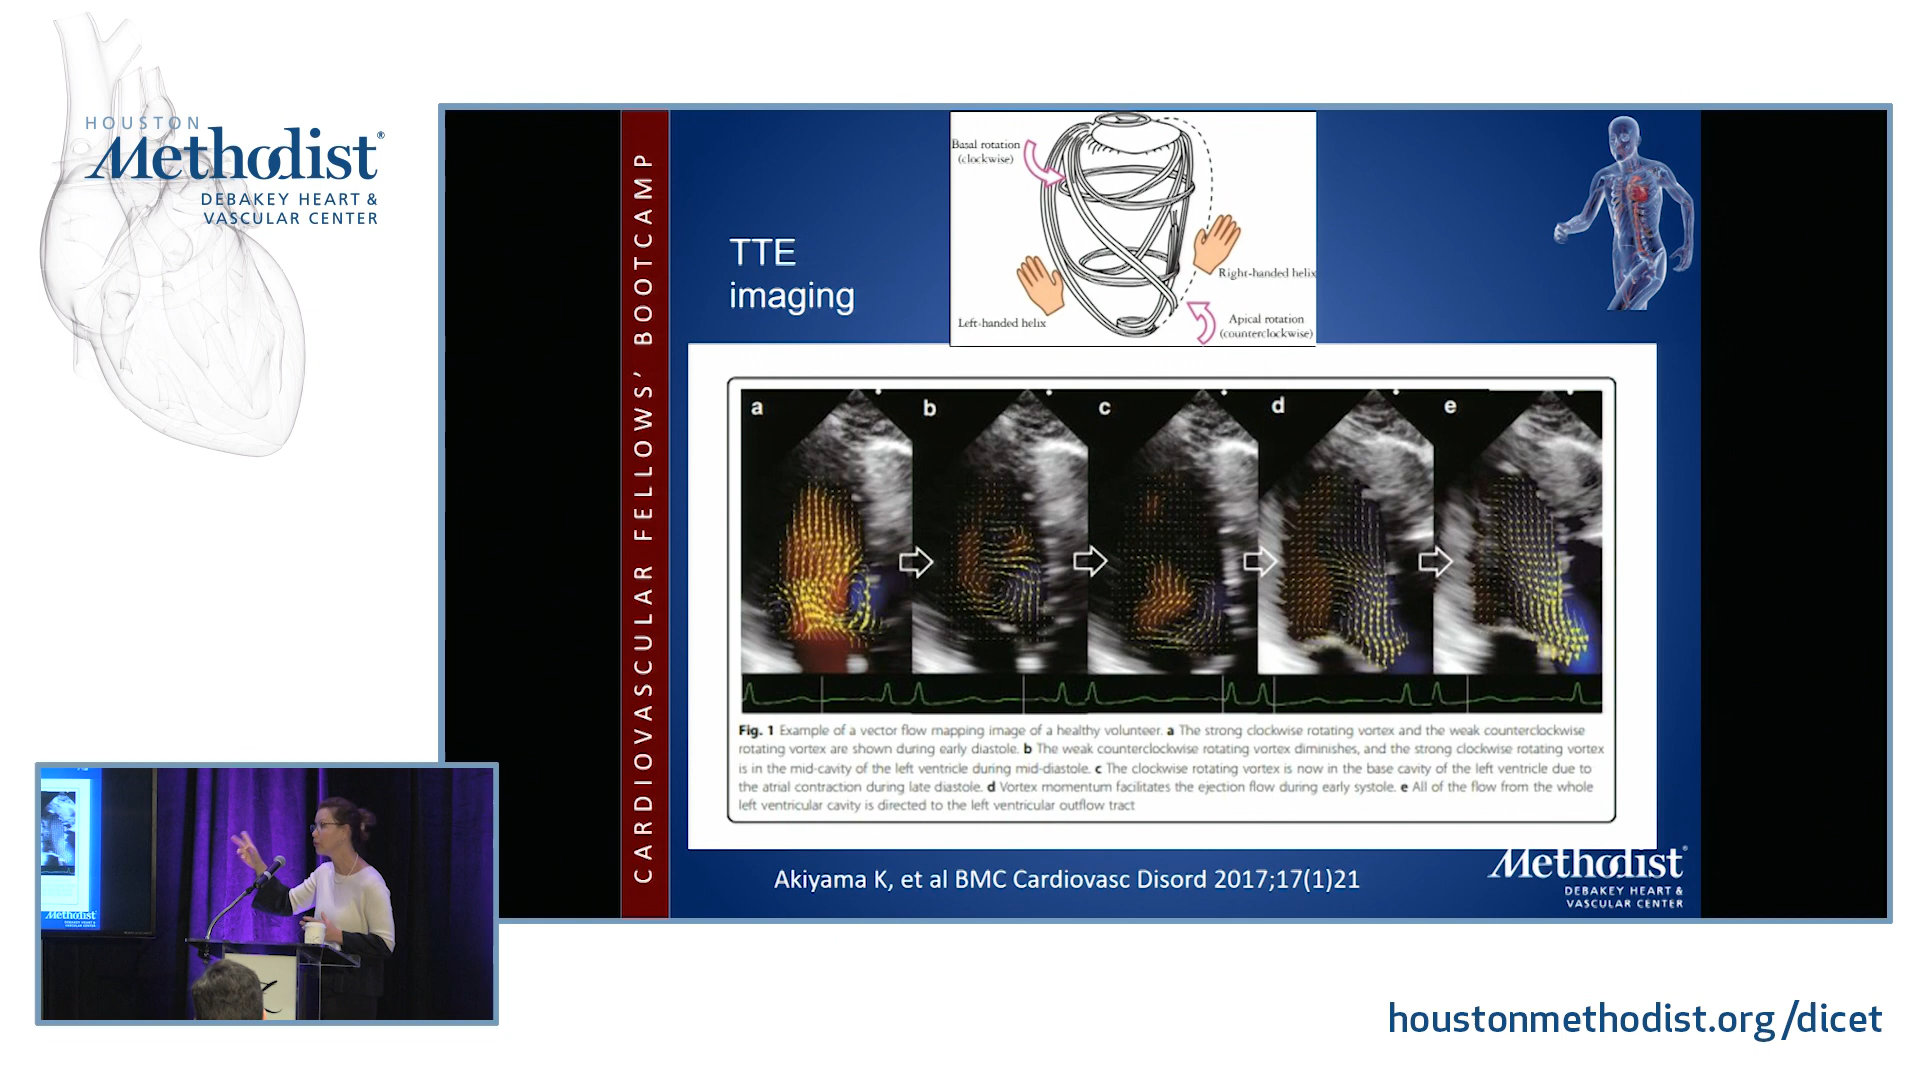 HOUSTON
Methodist®
DEBAKEY HEART &
VASCULAR CENTER
CARDIOVASCULAR FELLOWS’ BOOTCAMP
TTE
imaging
Basal rotation
(clockwise)
Right-handed helix
Left-handed helix
Apical rotation
(counterclockwise)
a
b
c
d
e
Fig. 1 Example of a vector flow mapping image of a healthy volunteer. a The strong clockwise rotating vortex and the weak counterclockwise
rotating vortex are shown during early diastole. b The weak counterclockwise rotating vortex diminishes, and the strong clockwise rotating vortex
is in the mid-cavity of the left ventricle during mid-diastole. c The clockwise rotating vortex is now in the base cavity of the left ventricle due to
the atrial contraction during late diastole. d Vortex momentum facilitates the ejection flow during early systole. e All of the flow from the whole
left ventricular cavity is directed to the left ventricular outflow tract
Akiyama K, et al BMC Cardiovasc Disord 2017;17(1)21
Methodist®
DEBAKEY HEART &
VASCULAR CENTER
Methodist
houstonmethodist.org/dicet